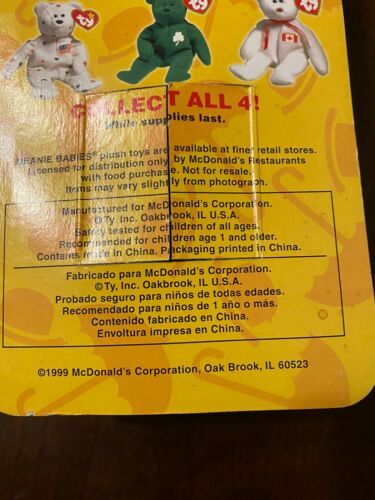 ty
ty
ty
COLLECT ALL 4!
While supplies last.
BEANIE BABIES® plush toys are available at finer retail stores.
Licensed for distribution only by McDonald's Restaurants
with food purchase. Not for resale.
Items may vary slightly from photograph.
Manufactured for McDonald's Corporation.
©Ty, Inc. Oakbrook, IL U.S.A.
Safety tested for children of all ages.
Recommended for children age 1 and older.
Contents made in China. Packaging printed in China.
Fabricado para McDonald's Corporation.
©Ty, Inc. Oakbrook, IL U.S.A.
Probado seguro para niños de todas edades.
Recomendado para niños de 1 año o más.
Contenido fabricado en China.
Envoltura impresa en China.
©1999 McDonald's Corporation, Oak Brook, IL 60523